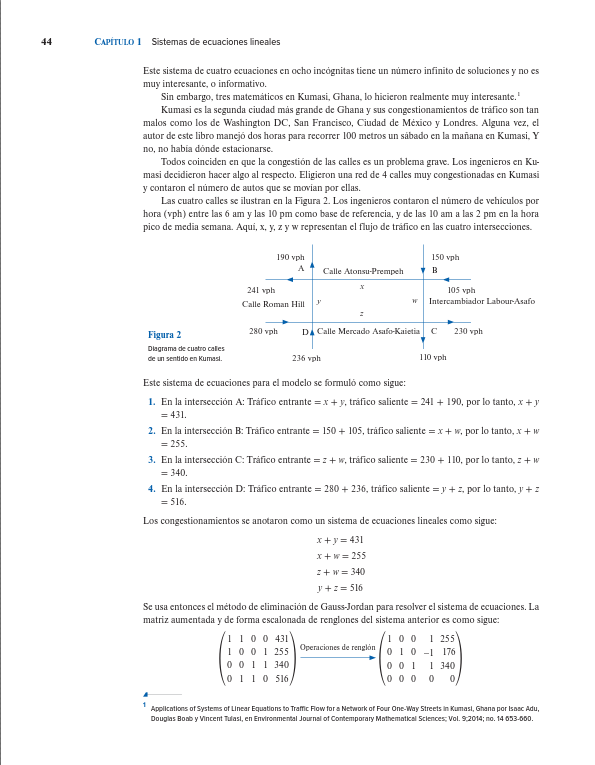 44 CAPÍTULO 1 Sistemas de ecuaciones lineales
Este sistema de cuatro ecuaciones en ocho incógnitas tiene un número infinito de soluciones y no es
muy interesante, o informativo.
Sin embargo, tres matemáticos en Kumasi, Ghana, lo hicieron realmente muy interesante.1
Kumasi es la segunda ciudad más grande de Ghana y sus congestionamientos de tráfico son tan
malos como los de Washington DC, San Francisco, Ciudad de México y Londres. Alguna vez, el
autor de este libro manejó dos horas para recorrer 100 metros un sábado en la mañana en Kumasi, Y
no, no había dónde estacionarse.
Todos coinciden en que la congestión de las calles es un problema grave. Los ingenieros en Ku-
masi decidieron hacer algo al respecto. Eligieron una red de 4 calles muy congestionadas en Kumasi
y contaron el número de autos que se movían por ellas.
Las cuatro calles se ilustran en la Figura 2. Los ingenieros contaron el número de vehículos por
hora (vph) entre las 6 am y las 10 pm como base de referencia, y de las 10 am a las 2 pm en la hora
pico de media semana. Aquí, x, y, z y w representan el flujo de tráfico en las cuatro intersecciones.
190 vph 150 vph
A Calle Atonsu-Prempeh B
x
241 vph 105 vph
Calle Roman Hill y w Intercambiador Labour-Asafo
z
280 vph D Calle Mercado Asafo-Kaietia C 230 vph
236 vph 110 vph
Figura 2
Diagrama de cuatro calles
de un sentido en Kumasi.
Este sistema de ecuaciones para el modelo se formuló como sigue:
1. En la intersección A: Tráfico entrante = x + y, tráfico saliente = 241 + 190, por lo tanto, x + y
= 431.
2. En la intersección B: Tráfico entrante = 150 + 105, tráfico saliente = x + w, por lo tanto, x + w
= 255.
3. En la intersección C: Tráfico entrante = z + w, tráfico saliente = 230 + 110, por lo tanto, z + w
= 340.
4. En la intersección D: Tráfico entrante = 280 + 236, tráfico saliente = y + z, por lo tanto, y + z
= 516.
Los congestionamientos se anotaron como un sistema de ecuaciones lineales como sigue:
x + y = 431
x + w = 255
z + w = 340
y + z = 516
Se usa entonces el método de eliminación de Gauss-Jordan para resolver el sistema de ecuaciones. La
matriz aumentada y de forma escalonada de renglones del sistema anterior es como sigue:
1 1 0 0 431 1 0 0 1 255
1 0 0 1 255 Operaciones de renglón 0 1 0 −1 176
0 0 1 1 340 0 0 1 1 340
0 1 1 0 516 0 0 0 0 0
1 Applications of Systems of Linear Equations to Traffic Flow for a Network of Four One-Way Streets in Kumasi, Ghana por Isaac Adu,
Douglas Boab y Vincent Tulasi, en Environmental Journal of Contemporary Mathematical Sciences; Vol. 9;2014; no. 14 653-660.